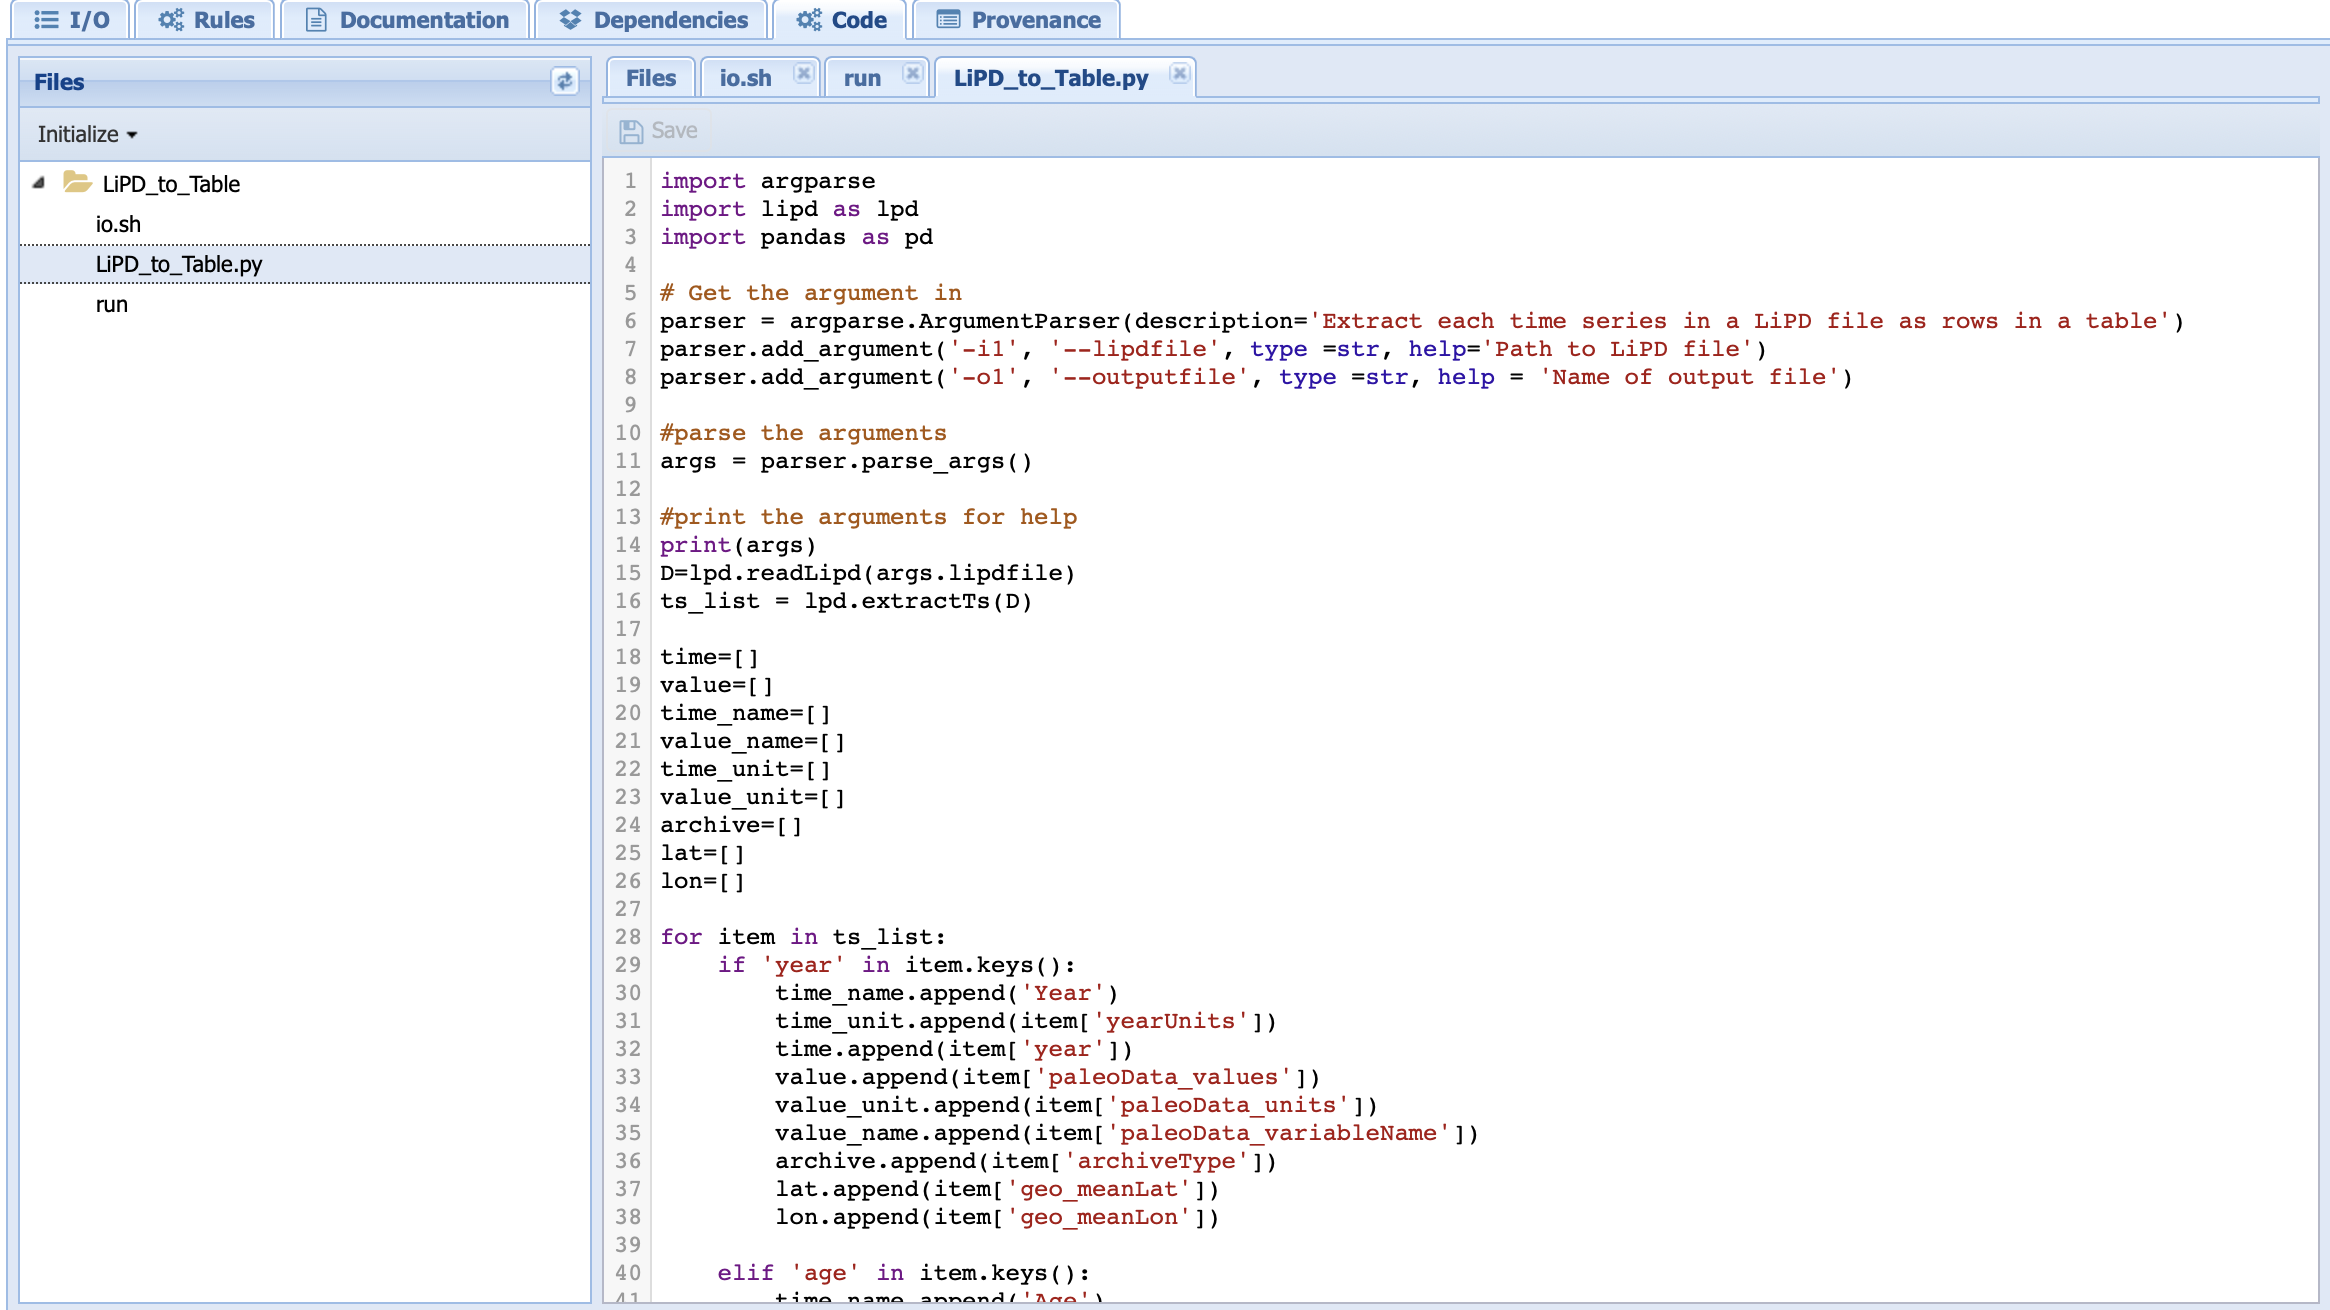 I/O Rules Documentation Dependencies Code Provenance
Files
Initialize
LiPD_to_Table
io.sh
LiPD_to_Table.py
run
Files io.sh run LiPD_to_Table.py
Save
1 import argparse
2 import lipd as lpd
3 import pandas as pd
4
5 # Get the argument in
6 parser = argparse.ArgumentParser(description='Extract each time series in a LiPD file as rows in a table')
7 parser.add_argument('-i1', '--lipdfile', type =str, help='Path to LiPD file')
8 parser.add_argument('-o1', '--outputfile', type =str, help = 'Name of output file')
9
10 #parse the arguments
11 args = parser.parse_args()
12
13 #print the arguments for help
14 print(args)
15 D=lpd.readLipd(args.lipdfile)
16 ts_list = lpd.extractTs(D)
17
18 time=[]
19 value=[]
20 time_name=[]
21 value_name=[]
22 time_unit=[]
23 value_unit=[]
24 archive=[]
25 lat=[]
26 lon=[]
27
28 for item in ts_list:
29     if 'year' in item.keys():
30         time_name.append('Year')
31         time_unit.append(item['yearUnits'])
32         time.append(item['year'])
33         value.append(item['paleoData_values'])
34         value_unit.append(item['paleoData_units'])
35         value_name.append(item['paleoData_variableName'])
36         archive.append(item['archiveType'])
37         lat.append(item['geo_meanLat'])
38         lon.append(item['geo_meanLon'])
39
40     elif 'age' in item.keys():
41         time_name.append('Age')